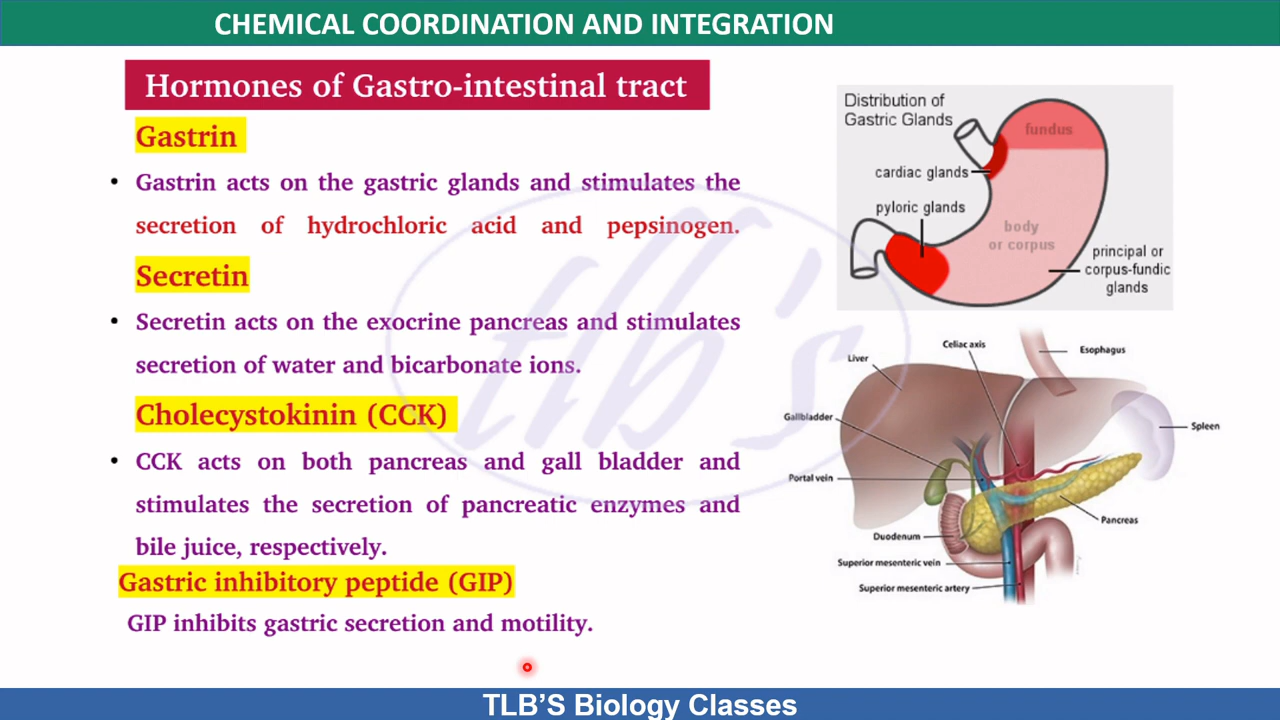 CHEMICAL COORDINATION AND INTEGRATION
Hormones of Gastro-intestinal tract
Gastrin
• Gastrin acts on the gastric glands and stimulates the
secretion of hydrochloric acid and pepsinogen.
Secretin
• Secretin acts on the exocrine pancreas and stimulates
secretion of water and bicarbonate ions.
Cholecystokinin (CCK)
• CCK acts on both pancreas and gall bladder and
stimulates the secretion of pancreatic enzymes and
bile juice, respectively.
Gastric inhibitory peptide (GIP)
GIP inhibits gastric secretion and motility.
tlb's
Distribution of
Gastric Glands
fundus
cardiac glands
pyloric glands
body
or corpus
principal or
corpus-fundic
glands
Celiac axis
Esophagus
Liver
Gallbladder
Spleen
Portal vein
Pancreas
Duodenum
Superior mesenteric vein
Superior mesenteric artery
TLB'S Biology Classes